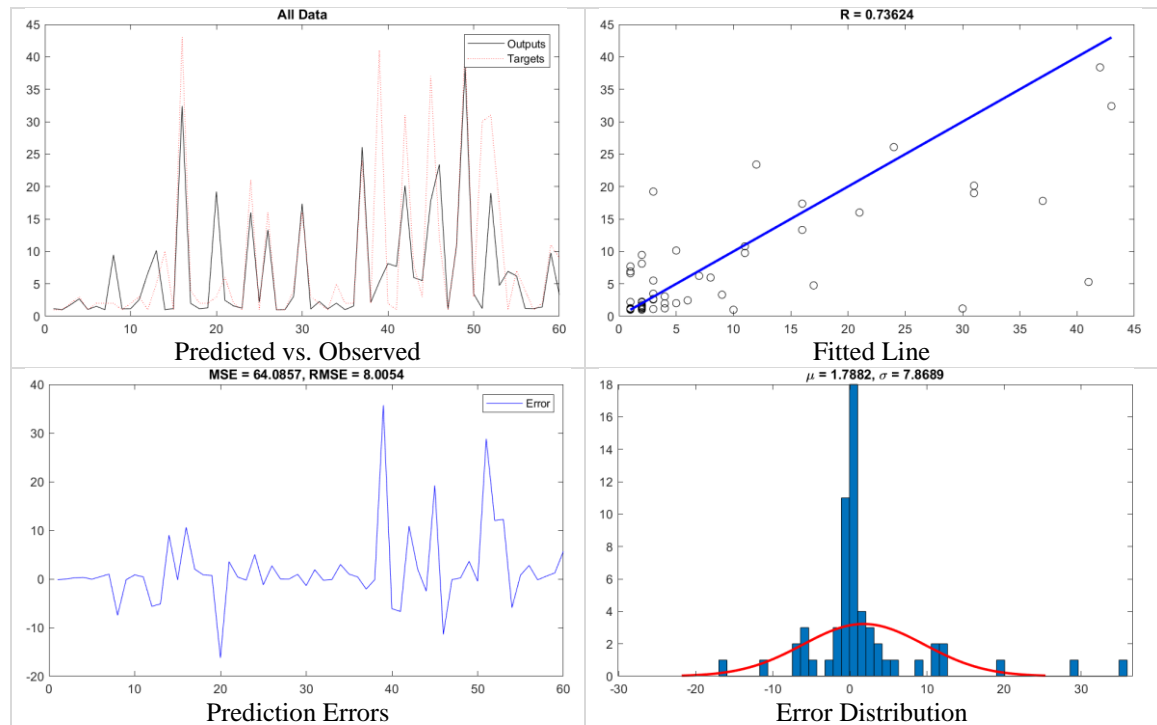 All Data
45
40
35
30
25
20
15
10
5
0
0 10 20 30 40 50 60
Outputs
Targets
Predicted vs. Observed
R = 0.73624
45
40
35
30
25
20
15
10
5
0
0 5 10 15 20 25 30 35 40 45
Fitted Line
MSE = 64.0857, RMSE = 8.0054
40
30
20
10
0
-10
-20
0 10 20 30 40 50 60
Error
Prediction Errors
μ = 1.7882, σ = 7.8689
18
16
14
12
10
8
6
4
2
0
-30 -20 -10 0 10 20 30
Error Distribution